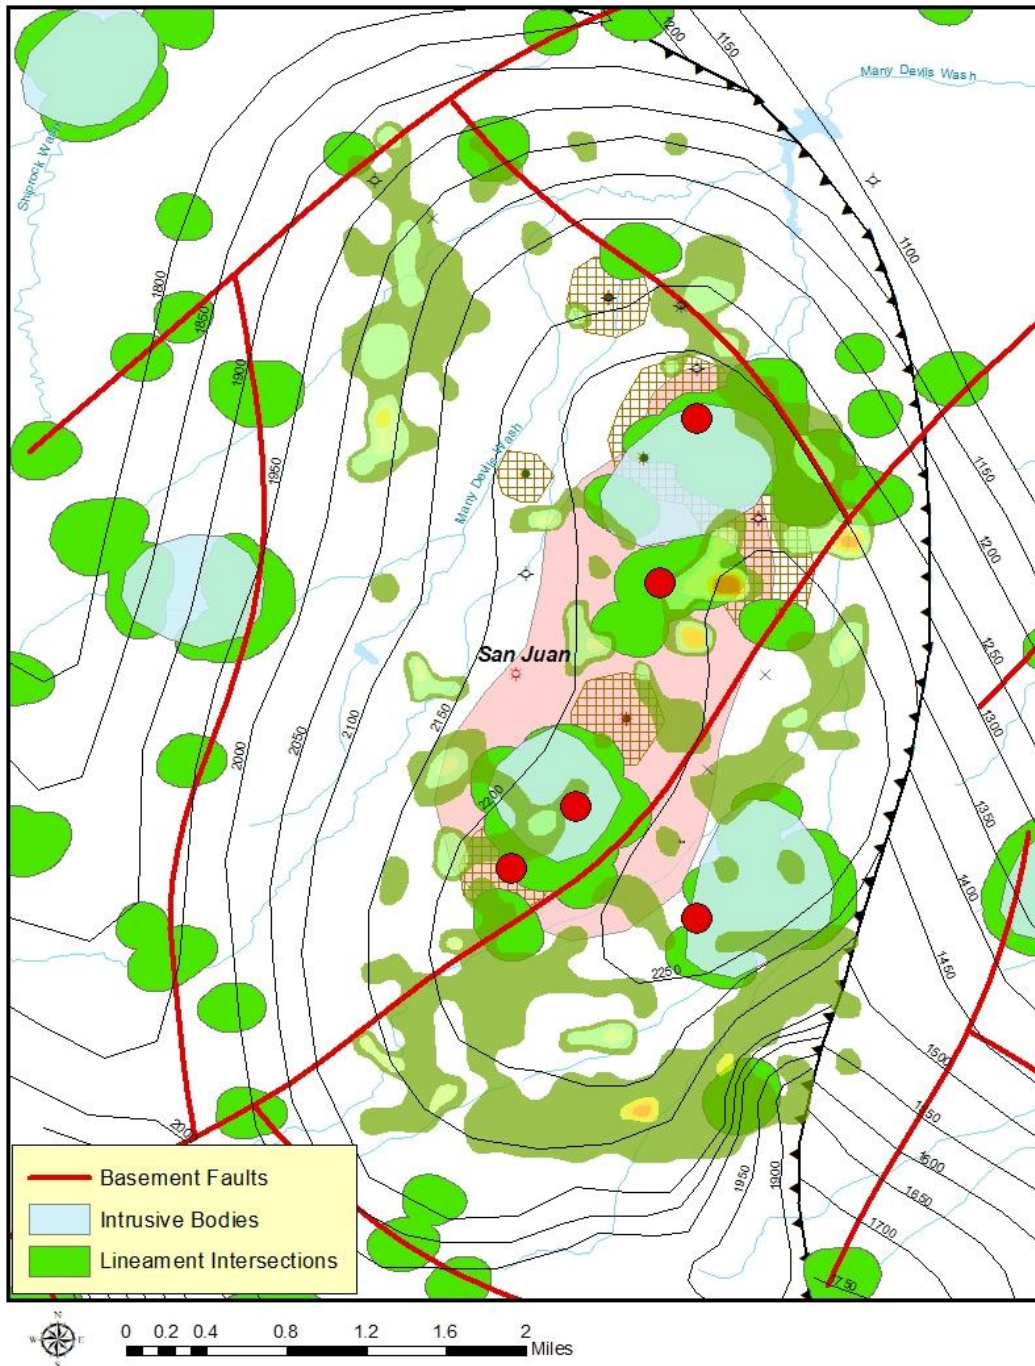 1200
1150
Many Devils Wash
Shiprock Wash
1100
1800
1850
1900
1950
Many Devils Wash
1150
1200
1250
San Juan
1300
2150
2100
2050
2000
2200
1350
1400
1450
2250
1500
1550
1600
1650
1700
1750
1950
1900
Basement Faults
Intrusive Bodies
Lineament Intersections
N
W E
S
0 0.2 0.4 0.8 1.2 1.6 2
Miles